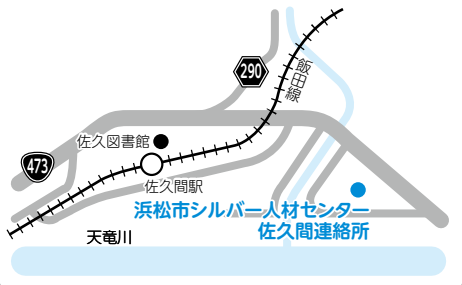 290
飯田線
佐久図書館
473
佐久間駅
浜松市シルバー人材センター
佐久間連絡所
天竜川